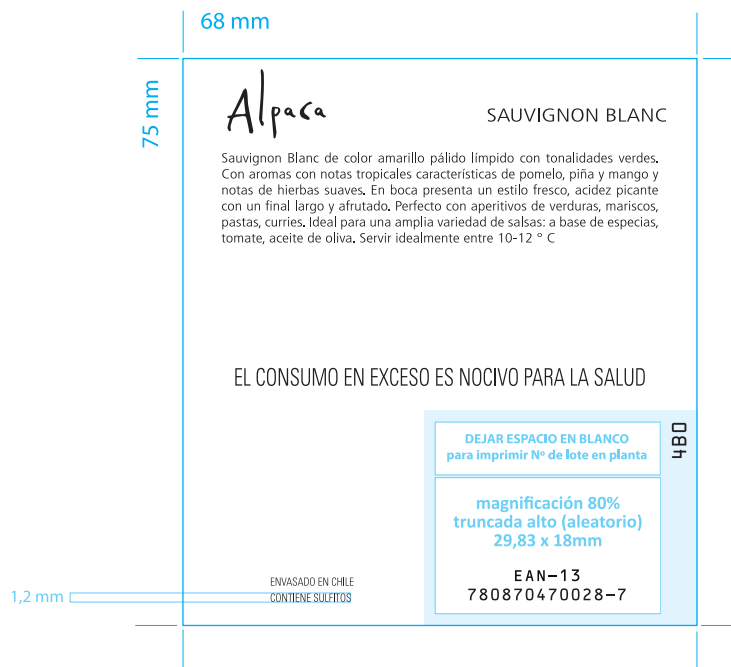 68 mm
75 mm
Alpaca
SAUVIGNON BLANC
Sauvignon Blanc de color amarillo pálido límpido con tonalidades verdes.
Con aromas con notas tropicales características de pomelo, piña y mango y
notas de hierbas suaves. En boca presenta un estilo fresco, acidez picante
con un final largo y afrutado. Perfecto con aperitivos de verduras, mariscos,
pastas, curries. Ideal para una amplia variedad de salsas: a base de especias,
tomate, aceite de oliva. Servir idealmente entre 10-12 ° C
EL CONSUMO EN EXCESO ES NOCIVO PARA LA SALUD
DEJAR ESPACIO EN BLANCO
para imprimir Nº de lote en planta
4BO
magnificación 80%
truncada alto (aleatorio)
29,83 x 18mm
EAN-13
780870470028-7
ENVASADO EN CHILE
CONTIENE SULFITOS
1,2 mm